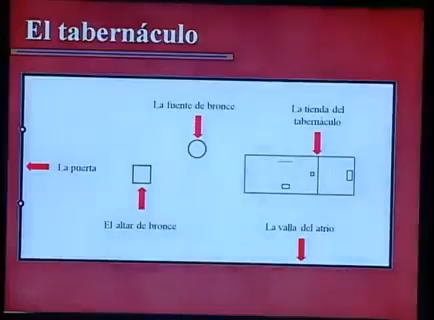 El tabernáculo
La fuente de bronce
La tienda del
tabernáculo
La puerta
El altar de bronce
La valla del atrio